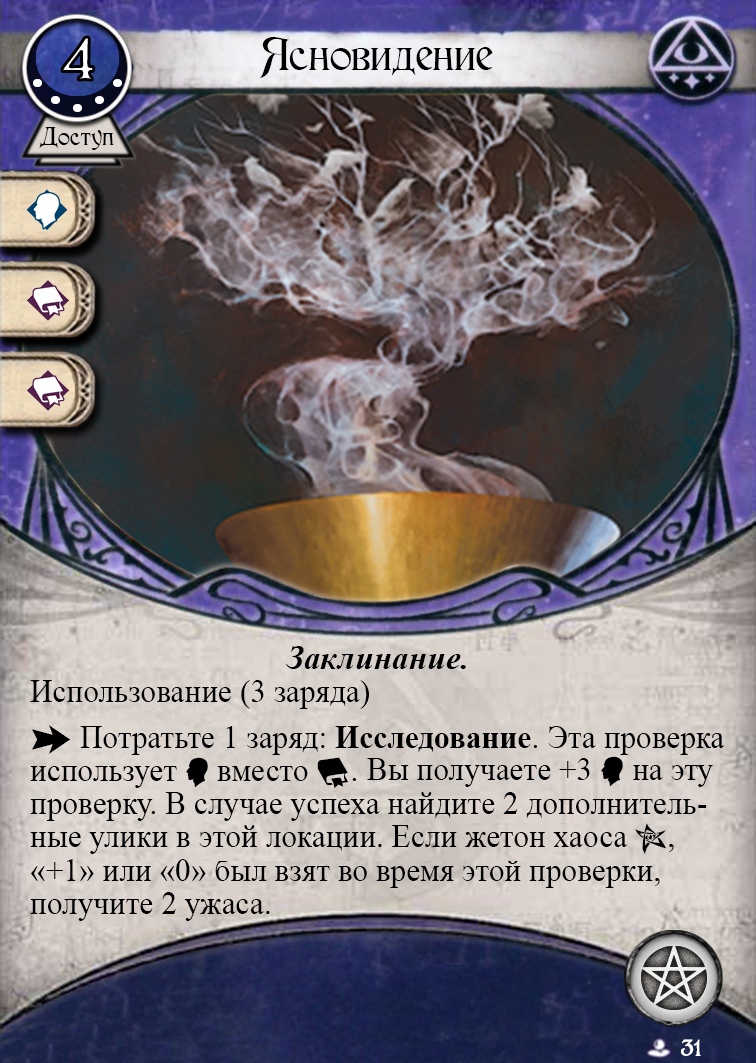 4
Ясновидение
Доступ
Заклинание.
Использование (3 заряда)
Потратьте 1 заряд: Исследование. Эта проверка
использует вместо . Вы получаете +3 на эту
проверку. В случае успеха найдите 2 дополнитель-
ные улики в этой локации. Если жетон хаоса ,
«+1» или «0» был взят во время этой проверки,
получите 2 ужаса.
31